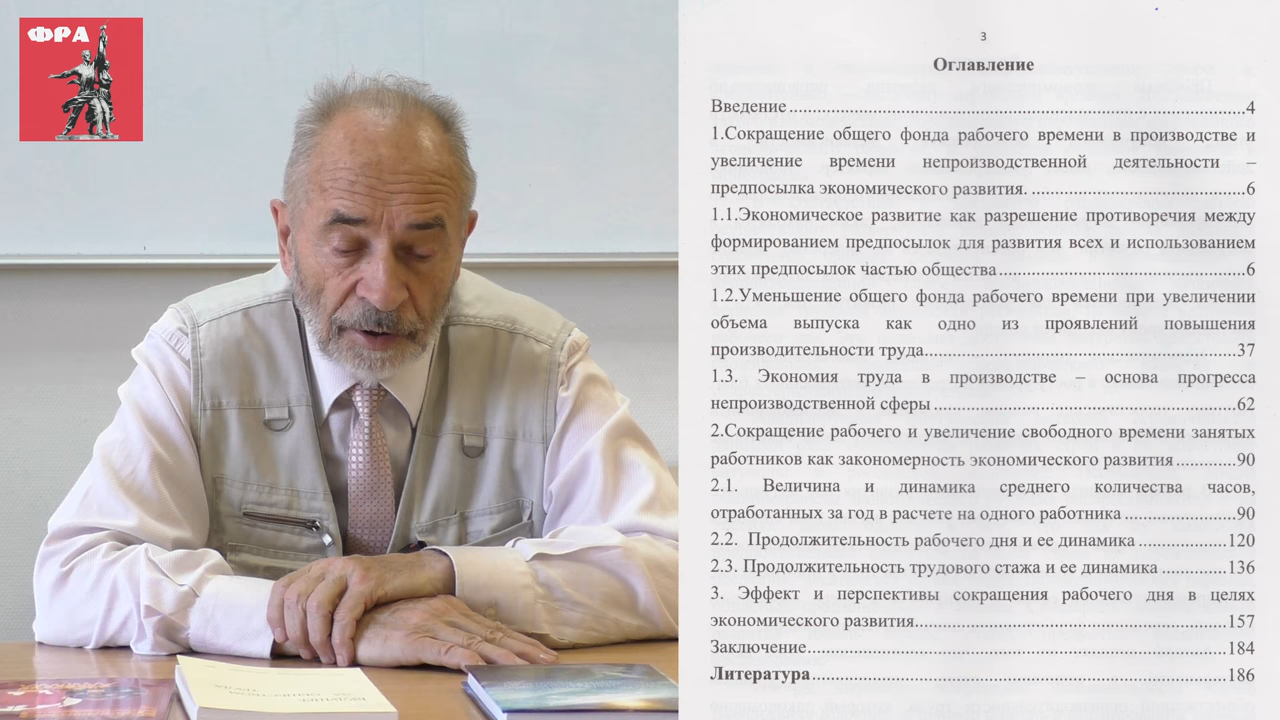 ФРА
3
Оглавление
Введение....................4
1.Сокращение общего фонда рабочего времени в производстве и
увеличение времени непроизводственной деятельности –
предпосылка экономического развития. ....................6
1.1.Экономическое развитие как разрешение противоречия между
формированием предпосылок для развития всех и использованием
этих предпосылок частью общества....................6
1.2.Уменьшение общего фонда рабочего времени при увеличении
объема выпуска как одно из проявлений повышения
производительности труда....................37
1.3. Экономия труда в производстве – основа прогресса
непроизводственной сферы ....................62
2.Сокращение рабочего и увеличение свободного времени занятых
работников как закономерность экономического развития ..........90
2.1. Величина и динамика среднего количества часов,
отработанных за год в расчете на одного работника ....................90
2.2. Продолжительность рабочего дня и ее динамика ....................120
2.3. Продолжительность трудового стажа и ее динамика ..........136
3. Эффект и перспективы сокращения рабочего дня в целях
экономического развития....................157
Заключение....................184
Литература....................186